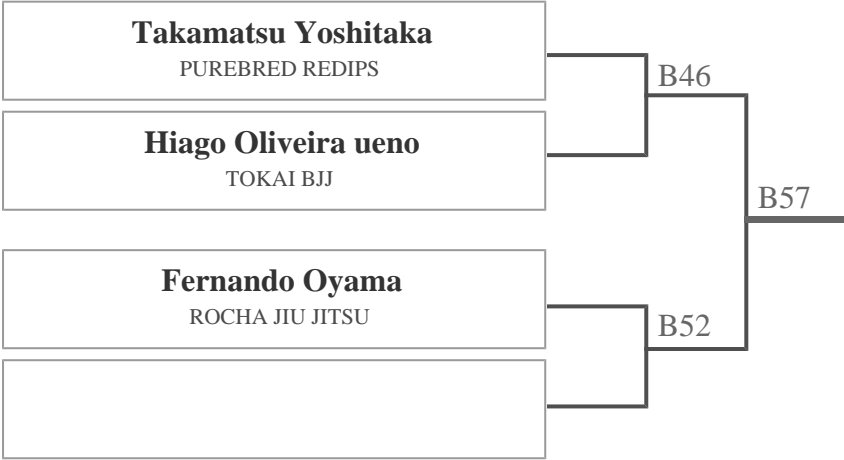 Takamatsu Yoshitaka
PUREBRED REDIPS
B46
Hiago Oliveira ueno
TOKAI BJJ
B57
Fernando Oyama
ROCHA JIU JITSU
B52